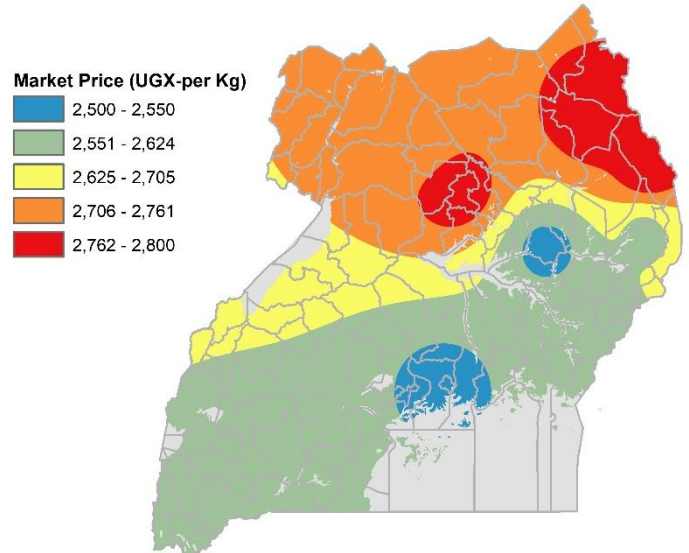 Market Price (UGX-per Kg)
2,500 - 2,550
2,551 - 2,624
2,625 - 2,705
2,706 - 2,761
2,762 - 2,800